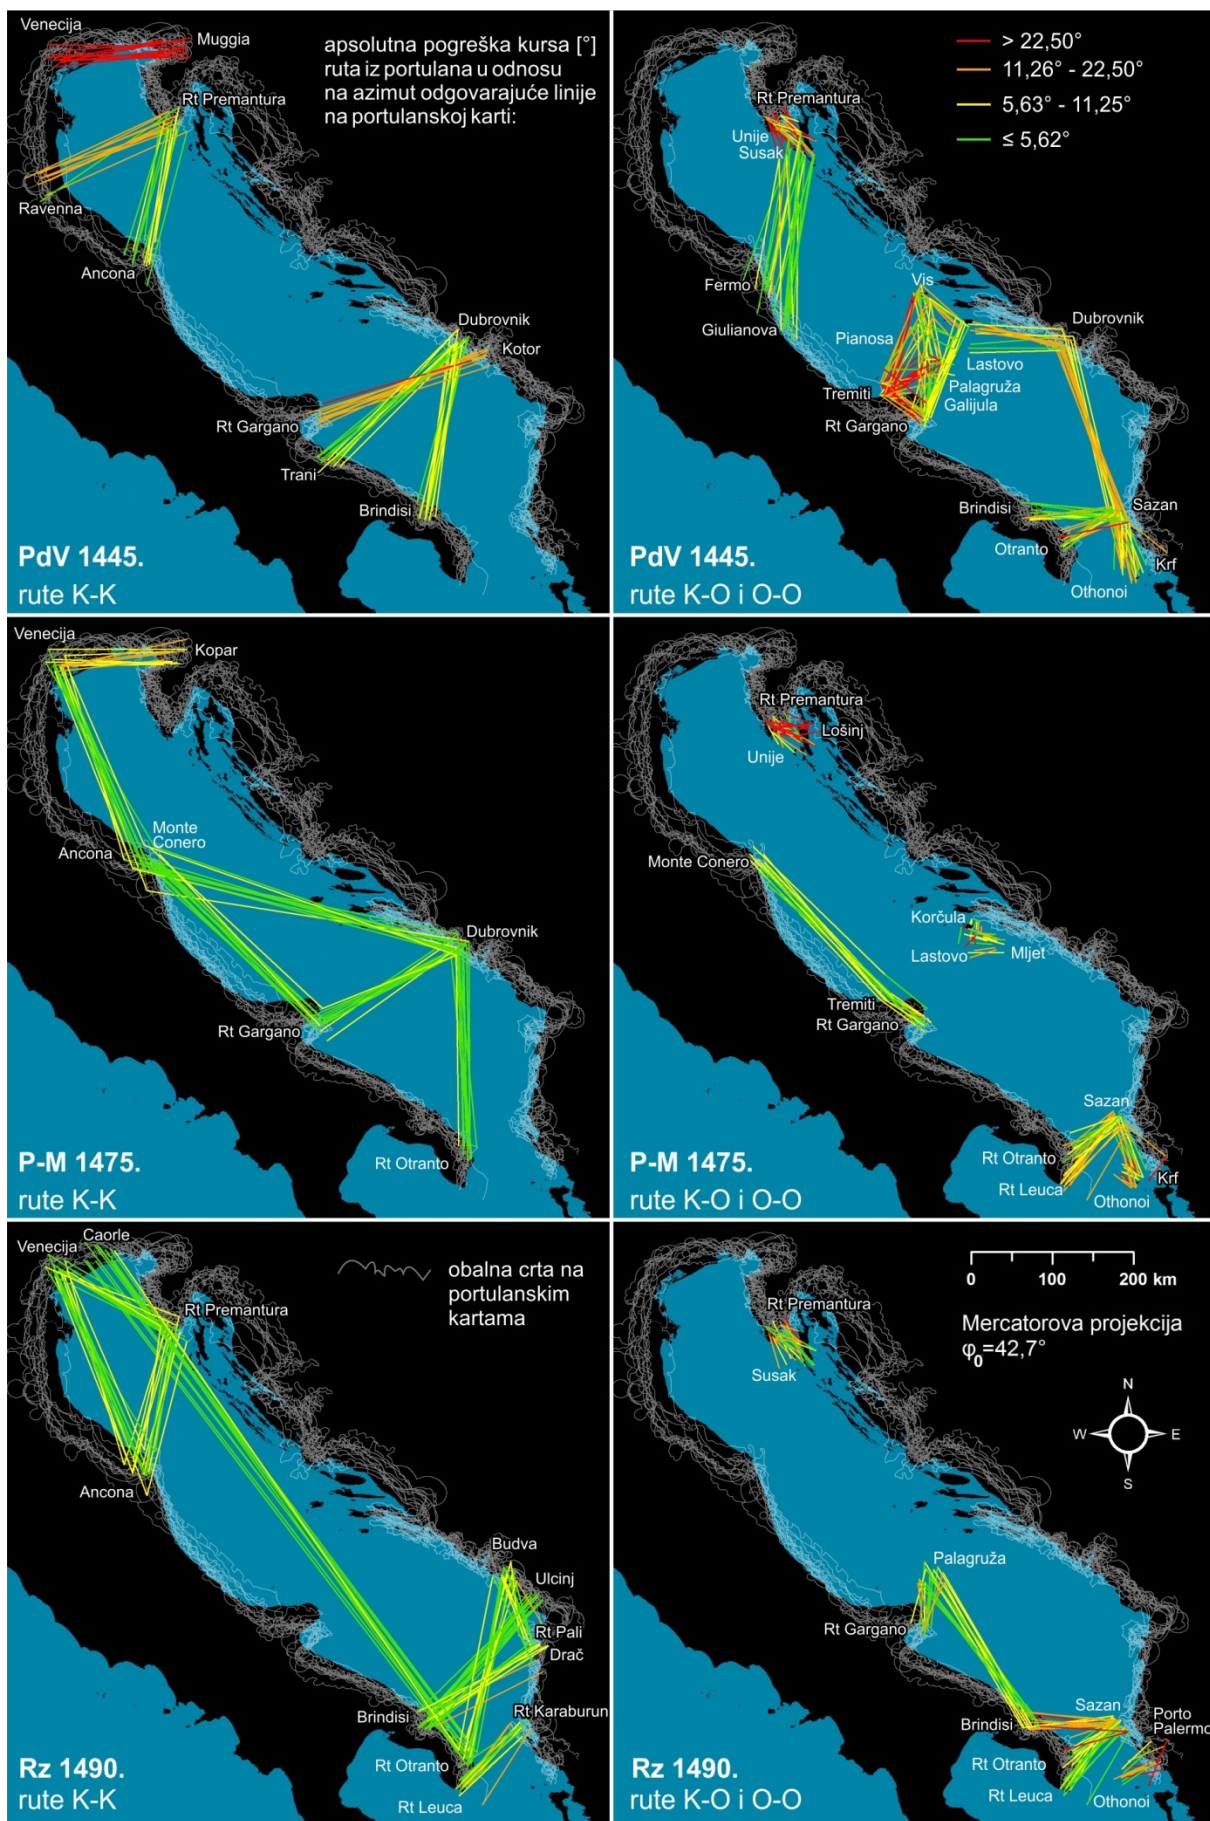 Venecija
Muggia
apsolutna pogreška kursa [°]
ruta iz portulana u odnosu
na azimut odgovarajuće linije
na portulanskoj karti:
Rt Premantura
Ravenna
Ancona
Dubrovnik
Kotor
Rt Gargano
Trani
Brindisi
PdV 1445.
rute K-K
> 22,50°
11,26° - 22,50°
5,63° - 11,25°
≤ 5,62°
Rt Premantura
Unije
Susak
Fermo
Vis
Giulianova
Pianosa
Dubrovnik
Lastovo
Tremiti
Palagruža
Galijula
Rt Gargano
Brindisi
Sazan
Otranto
Krf
Othonoi
PdV 1445.
rute K-O i O-O
Venecija
Kopar
Monte
Conero
Ancona
Dubrovnik
Rt Gargano
Rt Otranto
P-M 1475.
rute K-K
Rt Premantura
Lošinj
Unije
Monte Conero
Korčula
Lastovo
Mljet
Tremiti
Rt Gargano
Sazan
Rt Otranto
Rt Leuca
Krf
Othonoi
P-M 1475.
rute K-O i O-O
Caorle
Venecija
obalna crta na
portulanskim
kartama
Rt Premantura
Ancona
Budva
Ulcinj
Rt Pali
Drač
Brindisi
Rt Karaburun
Rt Otranto
Rt Leuca
Rz 1490.
rute K-K
0 100 200 km
Rt Premantura
Mercatorova projekcija
φ0=42,7°
Susak
N
W E
S
Palagruža
Rt Gargano
Sazan
Brindisi
Porto
Palermo
Rt Otranto
Rt Leuca
Othonoi
Rz 1490.
rute K-O i O-O